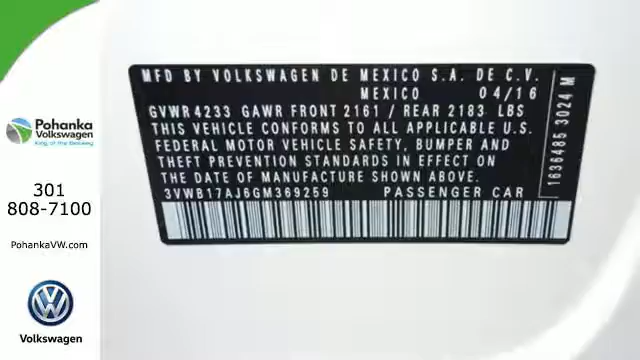 Pohanka
Volkswagen
King of the Beltway
301
808-7100
PohankaVW.com
Volkswagen
MFD BY VOLKSWAGEN DE MEXICO S.A. DE C.V.
MEXICO 04/16
GVWR 4233 GAWR FRONT 2161 / REAR 2183 LBS
THIS VEHICLE CONFORMS TO ALL APPLICABLE U.S.
FEDERAL MOTOR VEHICLE SAFETY, BUMPER AND
THEFT PREVENTION STANDARDS IN EFFECT ON
THE DATE OF MANUFACTURE SHOWN ABOVE.
3VWB17AJ6GM369259 PASSENGER CAR
1636485 3024 M